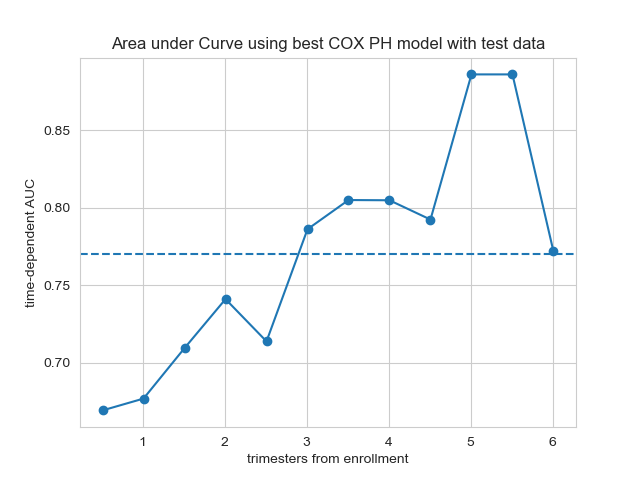 Area under Curve using best COX PH model with test data
time-dependent AUC
0.85
0.80
0.75
0.70
1 2 3 4 5 6
trimesters from enrollment